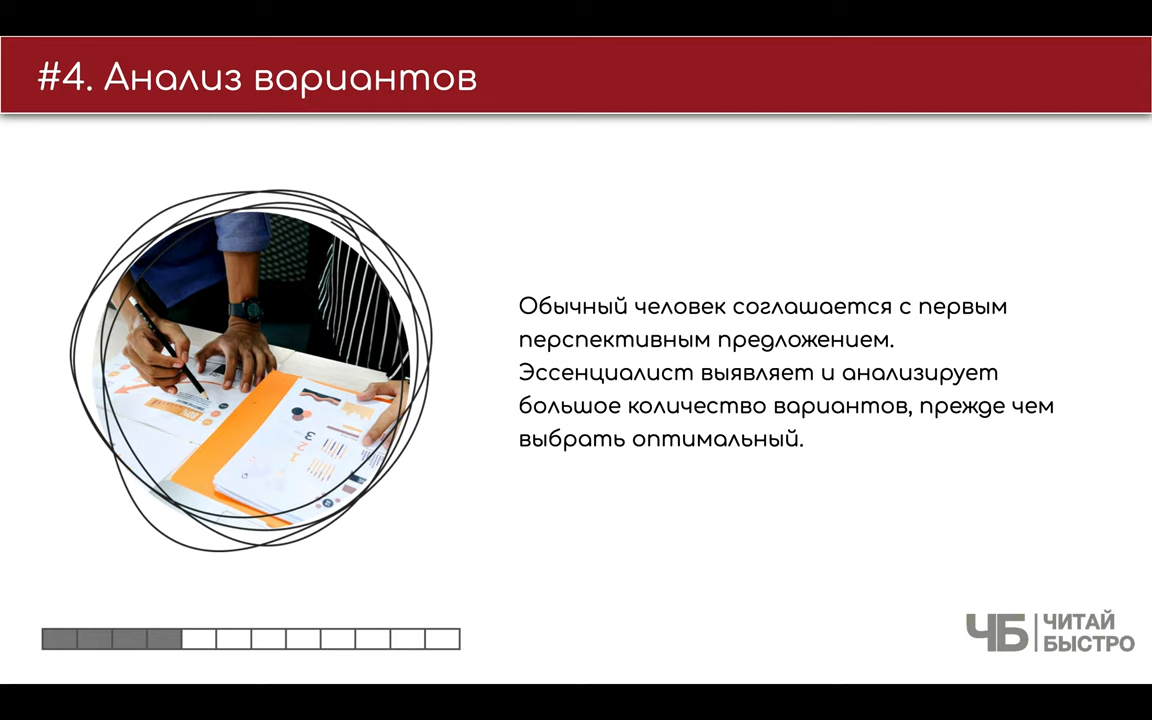 #4. Анализ вариантов
Обычный человек соглашается с первым
перспективным предложением.
Эссенциалист выявляет и анализирует
большое количество вариантов, прежде чем
выбрать оптимальный.
ЧБ
ЧИТАЙ
БЫСТРО